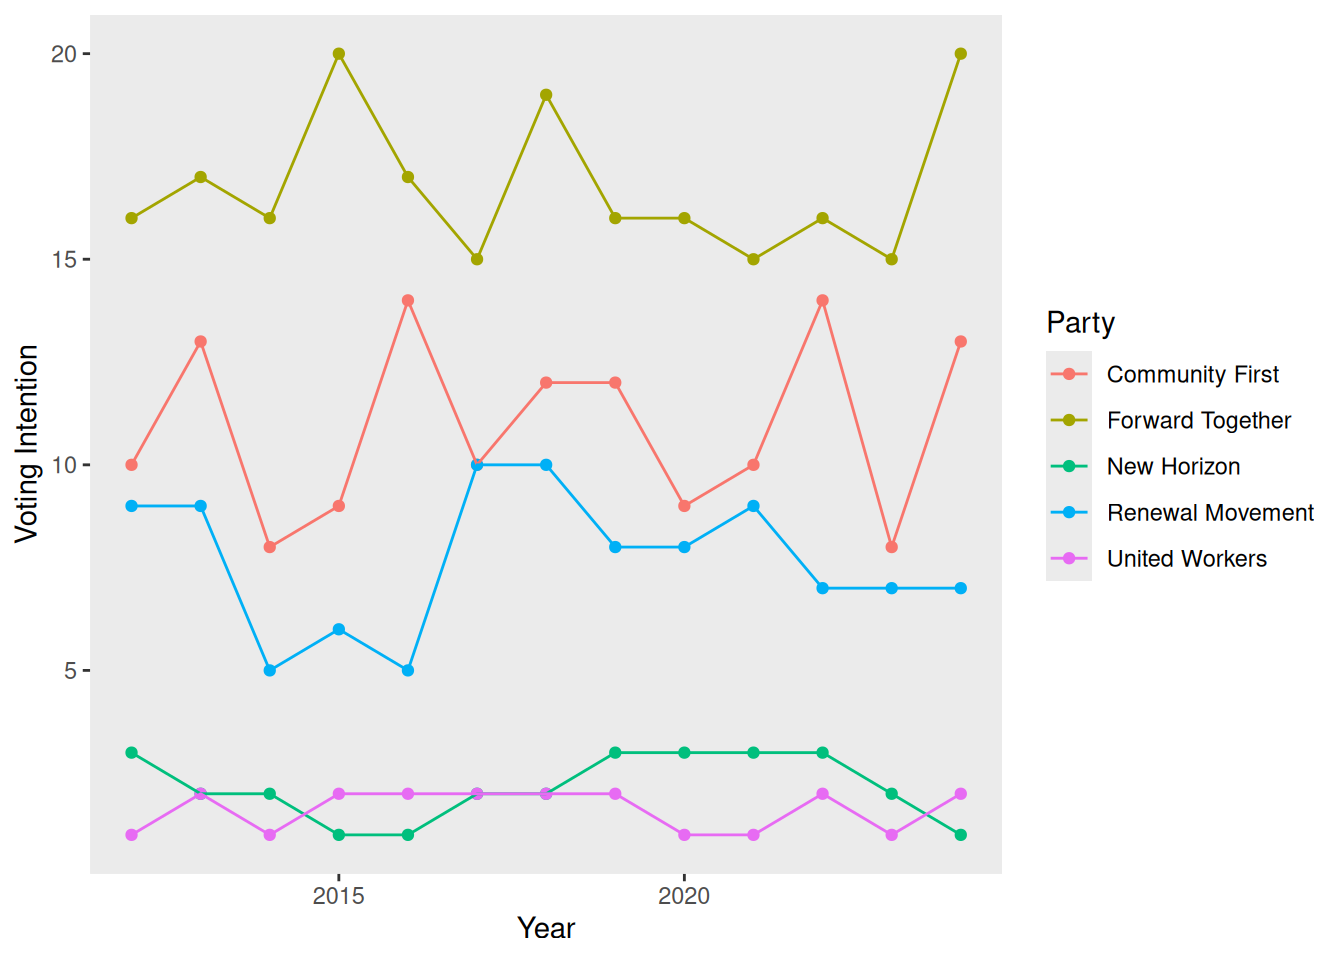 20
15
10
5
Voting Intention
2015
2020
Year
Party
Community First
Forward Together
New Horizon
Renewal Movement
United Workers